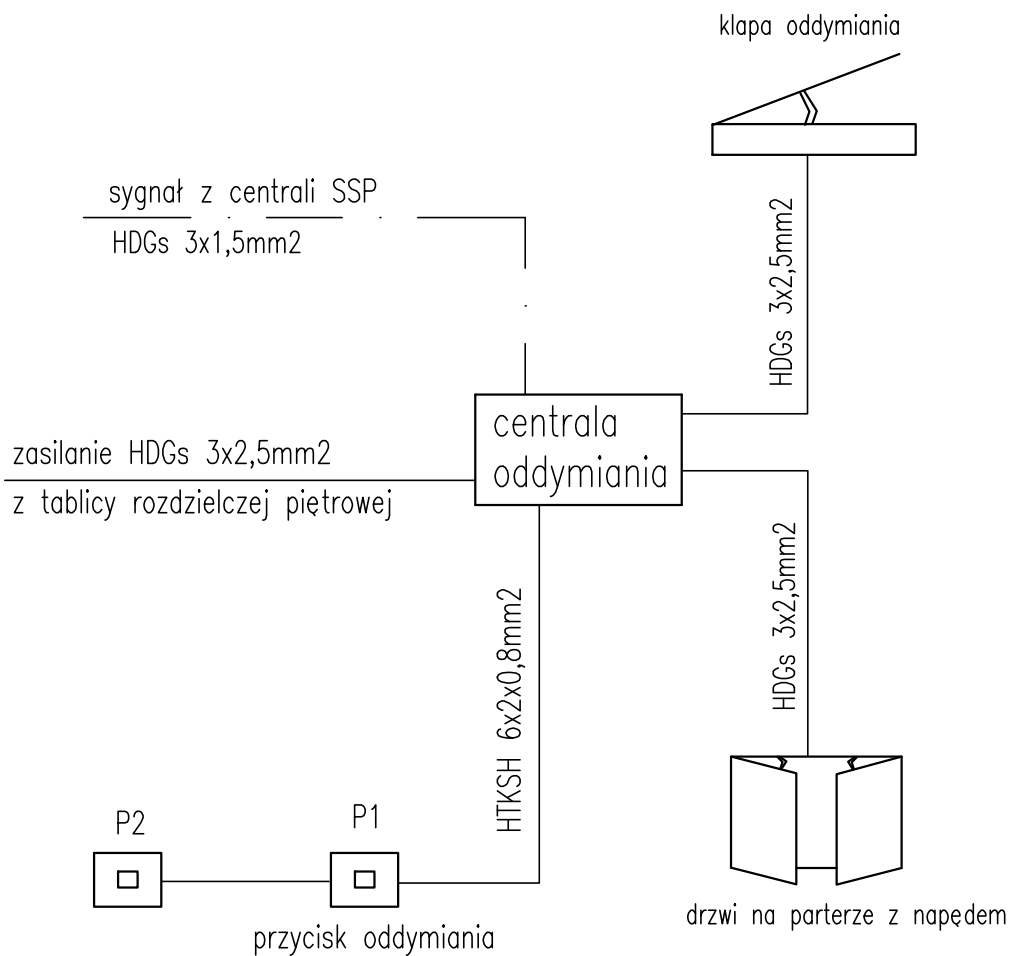 klapa oddymiania
sygnał z centrali SSP
HDGs 3x1,5mm2
HDGs 3x2,5mm2
centrala
oddymiania
zasilanie HDGs 3x2,5mm2
z tablicy rozdzielczej piętrowej
HDGs 3x2,5mm2
HTKSH 6x2x0,8mm2
P2
P1
przycisk oddymiania
drzwi na parterze z napędem